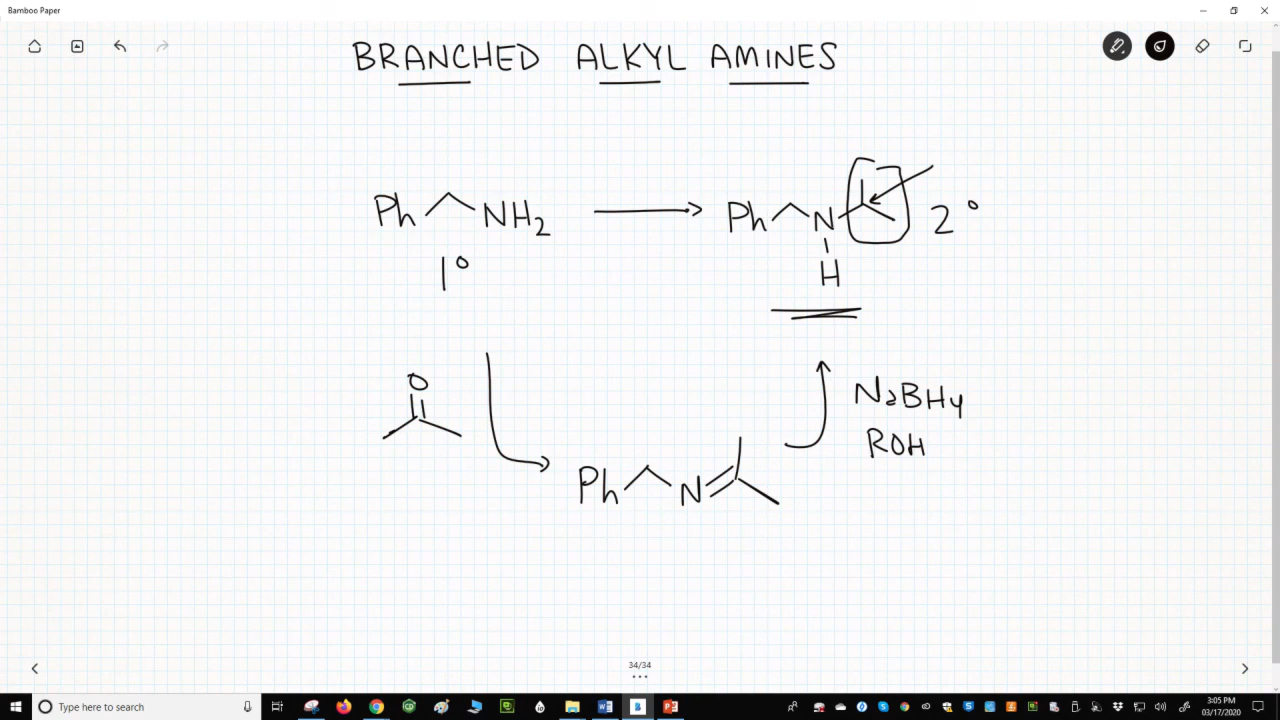 Bamboo Paper
BRANCHED ALKYL AMINES
Ph NH2
Ph N
H
2°
1°
O
NaBH4
ROH
Ph N
34/34
Type here to search
3:05 PM
03/17/2020